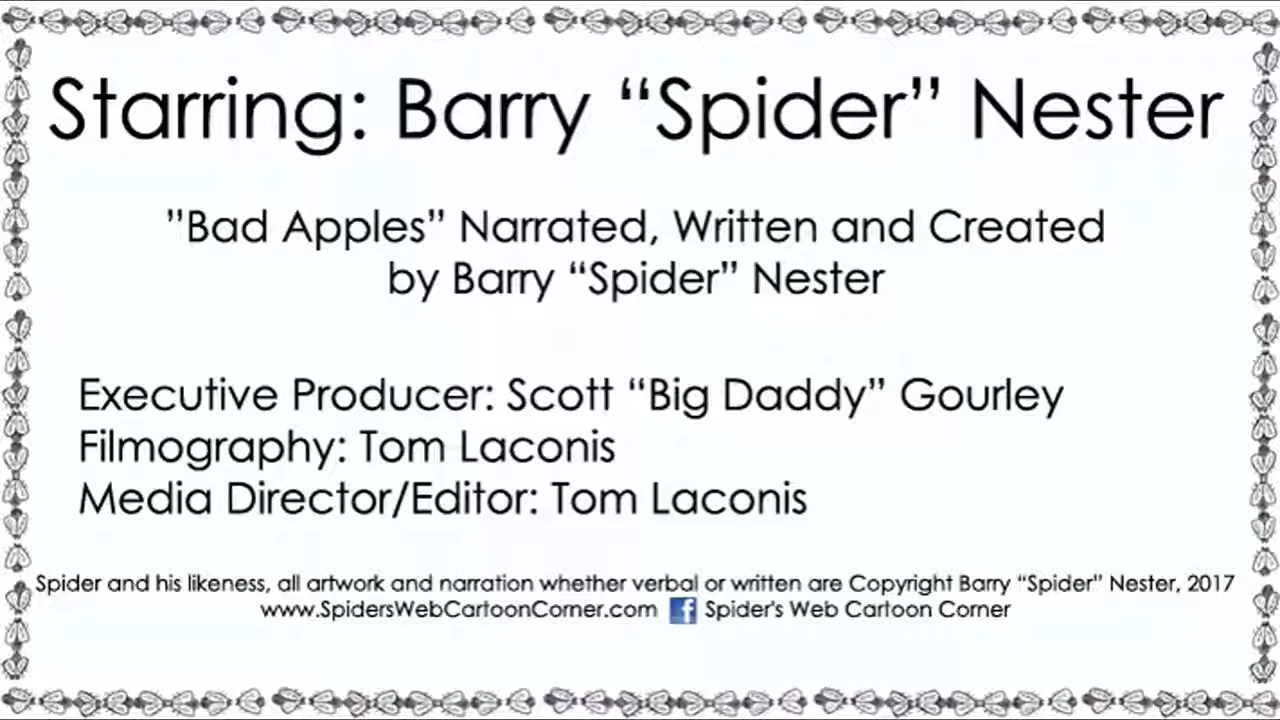 Starring: Barry “Spider” Nester
”Bad Apples” Narrated, Written and Created
by Barry “Spider” Nester
Executive Producer: Scott “Big Daddy” Gourley
Filmography: Tom Laconis
Media Director/Editor: Tom Laconis
Spider and his likeness, all artwork and narration whether verbal or written are Copyright Barry “Spider” Nester, 2017
www.SpidersWebCartoonCorner.com f Spider's Web Cartoon Corner